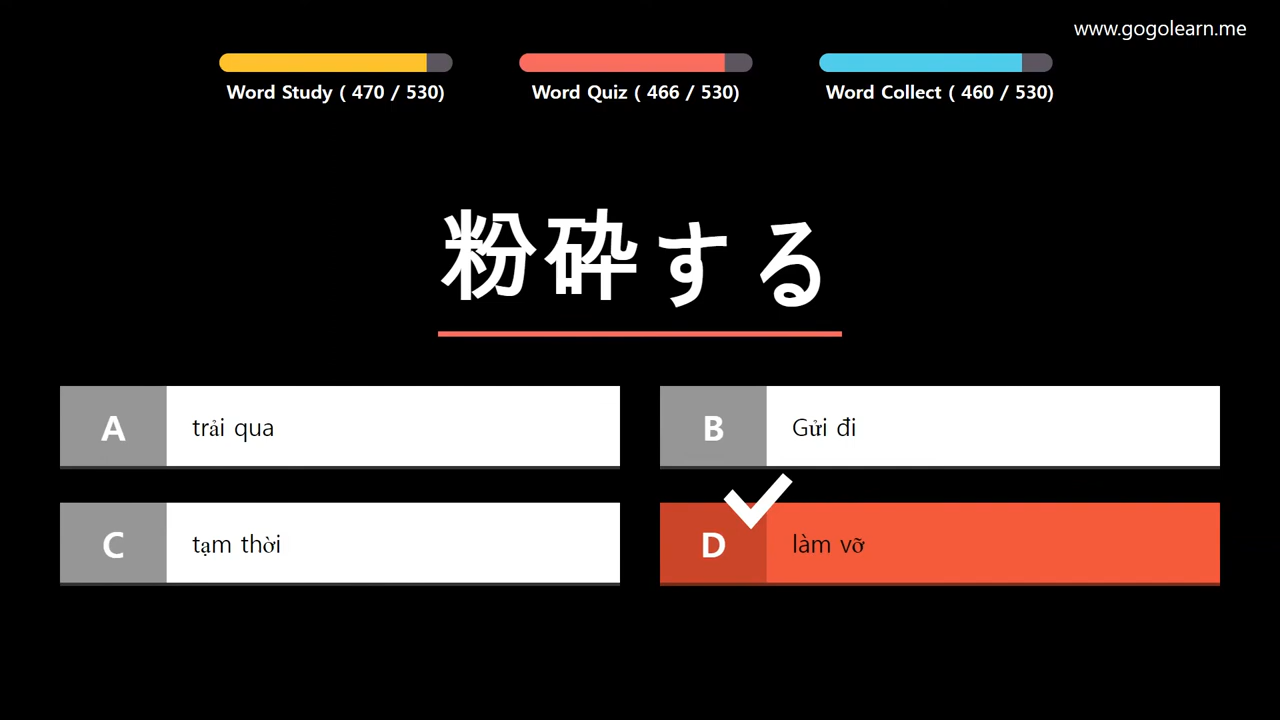 www.gogolearn.me
Word Study ( 470 / 530)
Word Quiz ( 466 / 530)
Word Collect ( 460 / 530)
粉砕する
A trải qua
B Gửi đi
C tạm thời
D làm vỡ